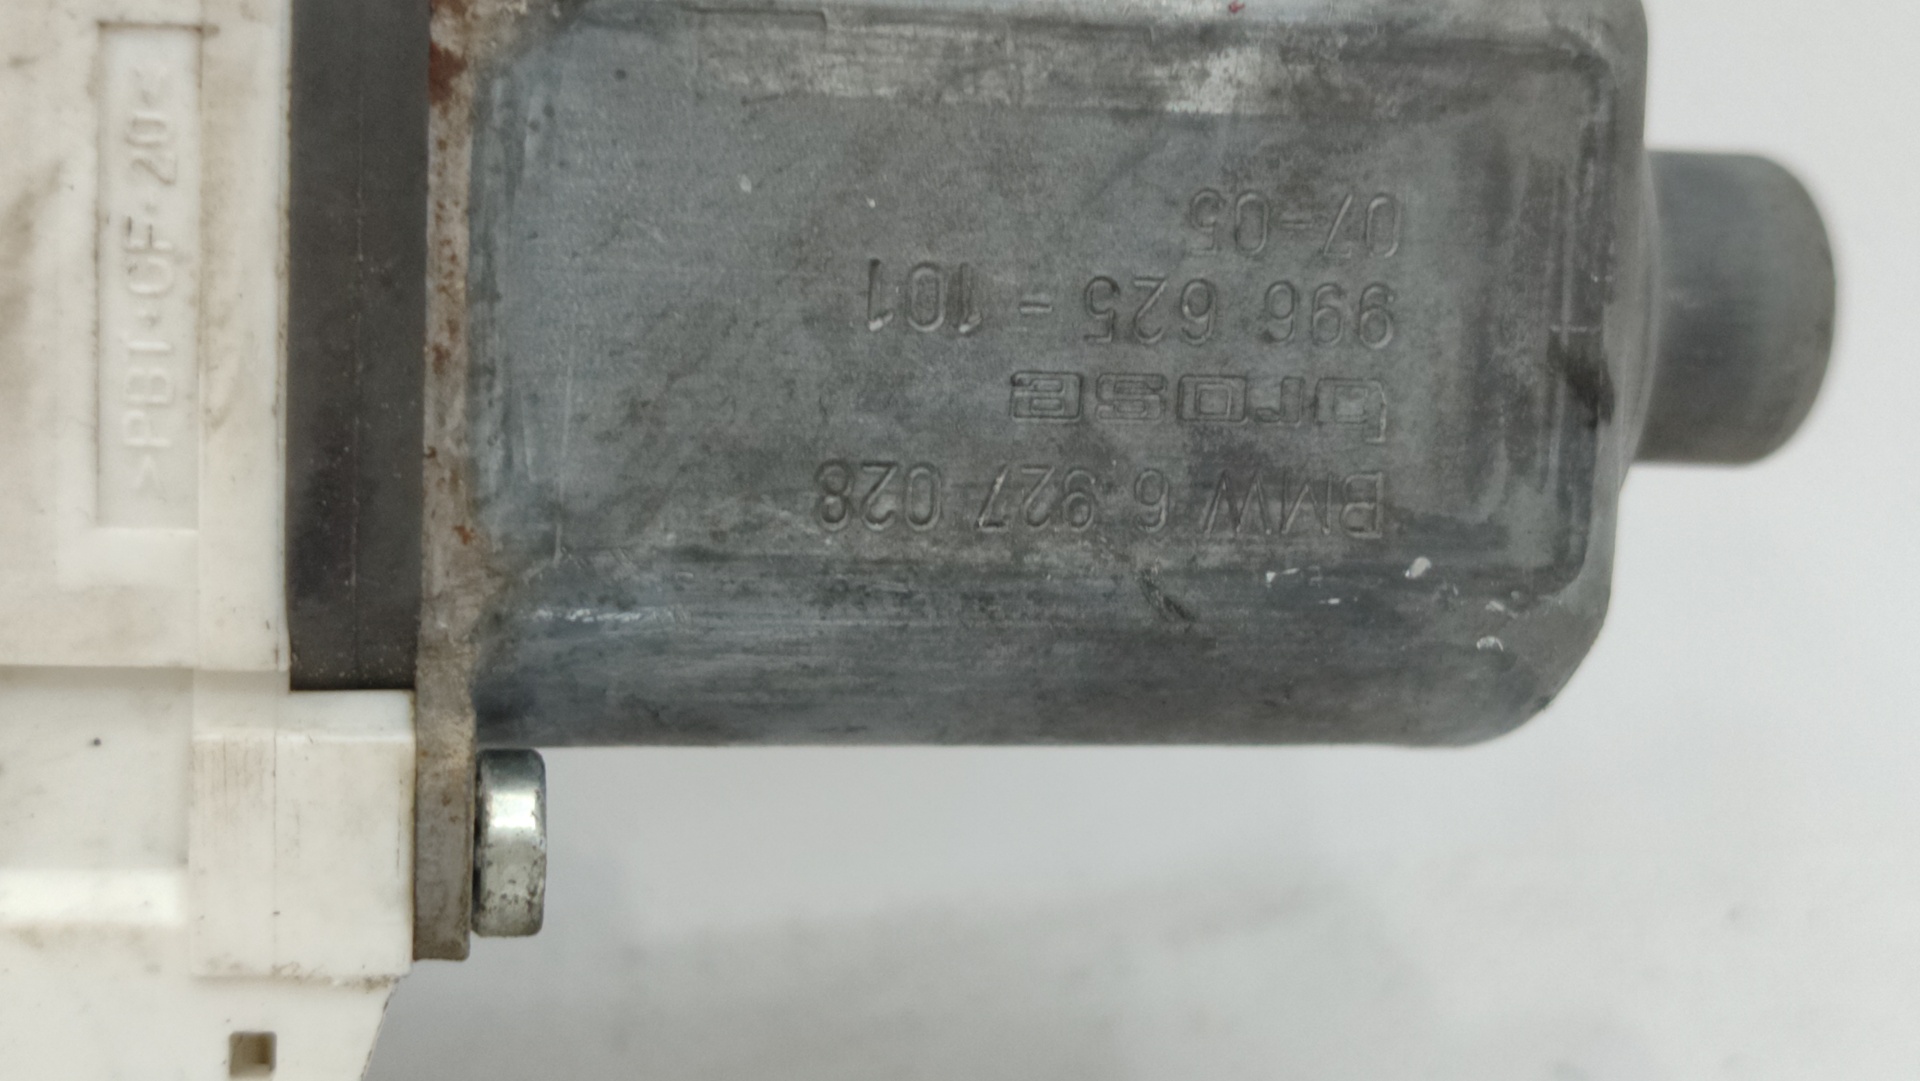 BMW 6 927 028
brose
996 625 - 101
07-05
>PBT+GF 20<